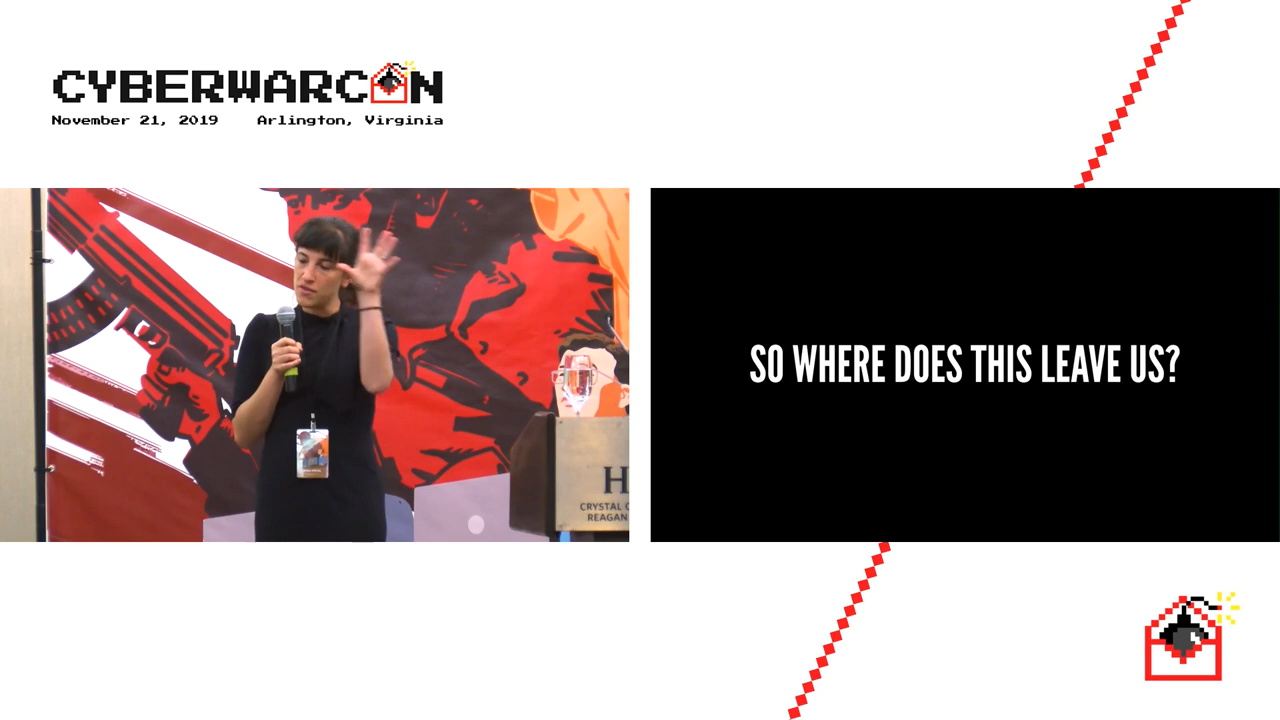 CYBERWARCON
November 21, 2019 Arlington, Virginia
SO WHERE DOES THIS LEAVE US?
H
CRYSTAL
REAGAN